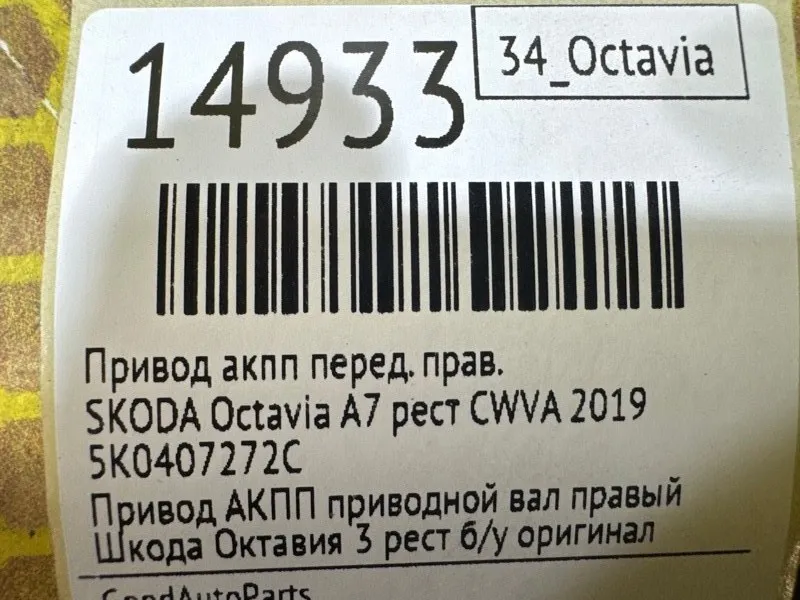 14933
34_Octavia
Привод акпп перед. прав.
SKODA Octavia A7 рест CWVA 2019
5K0407272C
Привод АКПП приводной вал правый
Шкода Октавия 3 рест б/у оригинал
GoodAutoParts